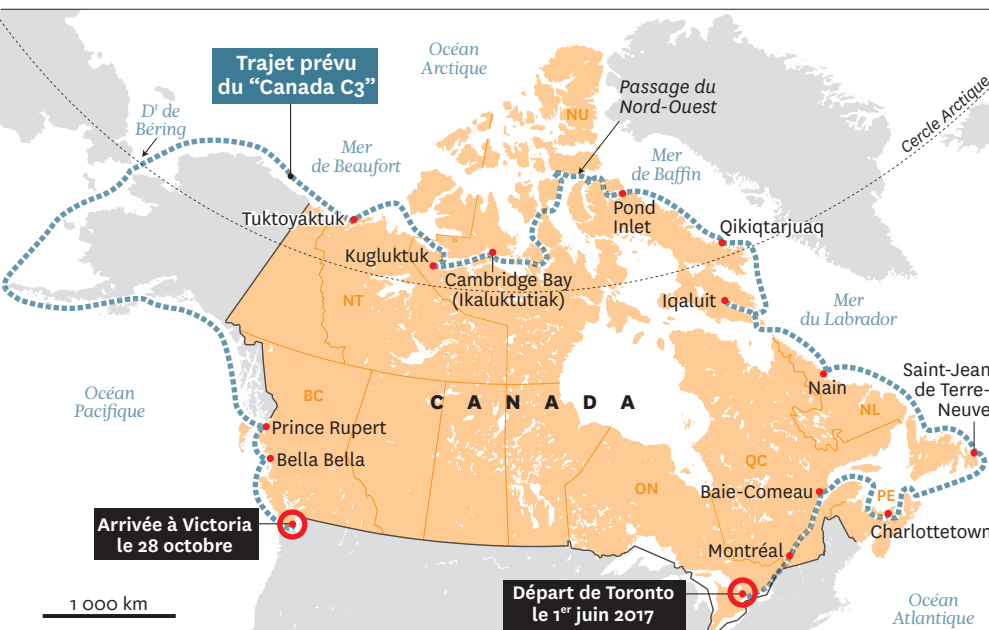 Océan
Arctique
Trajet prévu
du “Canada C3”
Passage du
Nord-Ouest
NU
Cercle Arctique
Dt de
Béring
Mer
de Beaufort
Mer
de Baffin
Tuktoyaktuk
Pond
Inlet
Qikiqtarjuaq
Kugluktuk
Cambridge Bay
(Ikaluktutiak)
NT
Iqaluit
Mer
du Labrador
Océan
Pacifique
BC
CANADA
Nain
NL
Saint-Jean
de Terre-
Neuve
Prince Rupert
Bella Bella
QC
ON
Baie-Comeau
PE
Charlottetown
Arrivée à Victoria
le 28 octobre
Montréal
Départ de Toronto
le 1er juin 2017
1 000 km
Océan
Atlantique